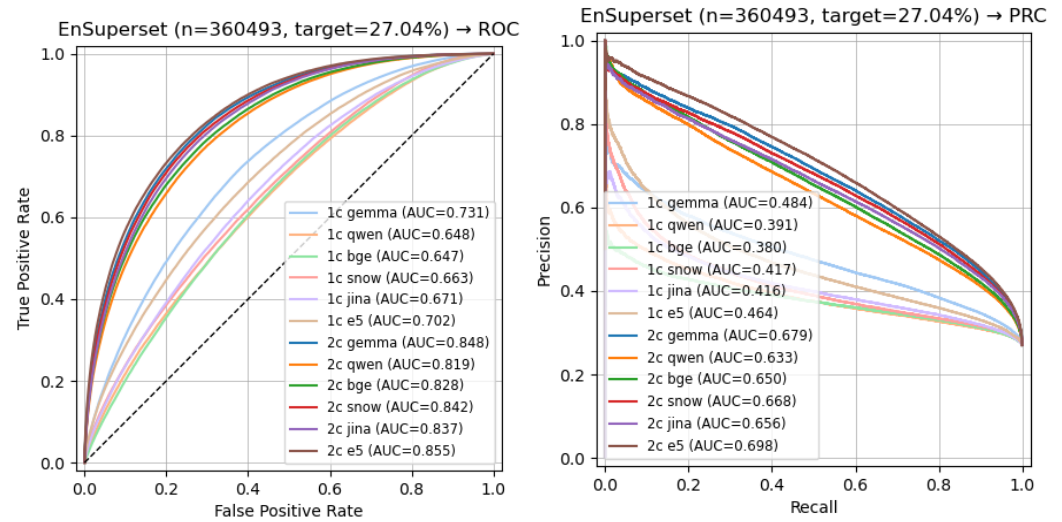 EnSuperset (n=360493, target=27.04%) → ROC
1.0
0.8
0.6
0.4
0.2
0.0
True Positive Rate
1c gemma (AUC=0.731)
1c qwen (AUC=0.648)
1c bge (AUC=0.647)
1c snow (AUC=0.663)
1c jina (AUC=0.671)
1c e5 (AUC=0.702)
2c gemma (AUC=0.848)
2c qwen (AUC=0.819)
2c bge (AUC=0.828)
2c snow (AUC=0.842)
2c jina (AUC=0.837)
2c e5 (AUC=0.855)
0.0 0.2 0.4 0.6 0.8 1.0
False Positive Rate
EnSuperset (n=360493, target=27.04%) → PRC
1.0
0.8
0.6
0.4
0.2
0.0
Precision
1c gemma (AUC=0.484)
1c qwen (AUC=0.391)
1c bge (AUC=0.380)
1c snow (AUC=0.417)
1c jina (AUC=0.416)
1c e5 (AUC=0.464)
2c gemma (AUC=0.679)
2c qwen (AUC=0.633)
2c bge (AUC=0.650)
2c snow (AUC=0.668)
2c jina (AUC=0.656)
2c e5 (AUC=0.698)
0.0 0.2 0.4 0.6 0.8 1.0
Recall